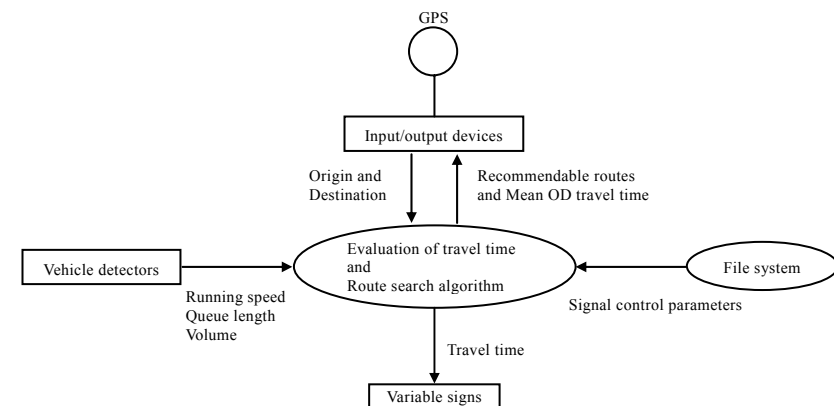 GPS
Input/output devices
Origin and
Destination
Recommendable routes
and Mean OD travel time
Vehicle detectors
Evaluation of travel time
and
Route search algorithm
File system
Running speed
Queue length
Volume
Signal control parameters
Travel time
Variable signs